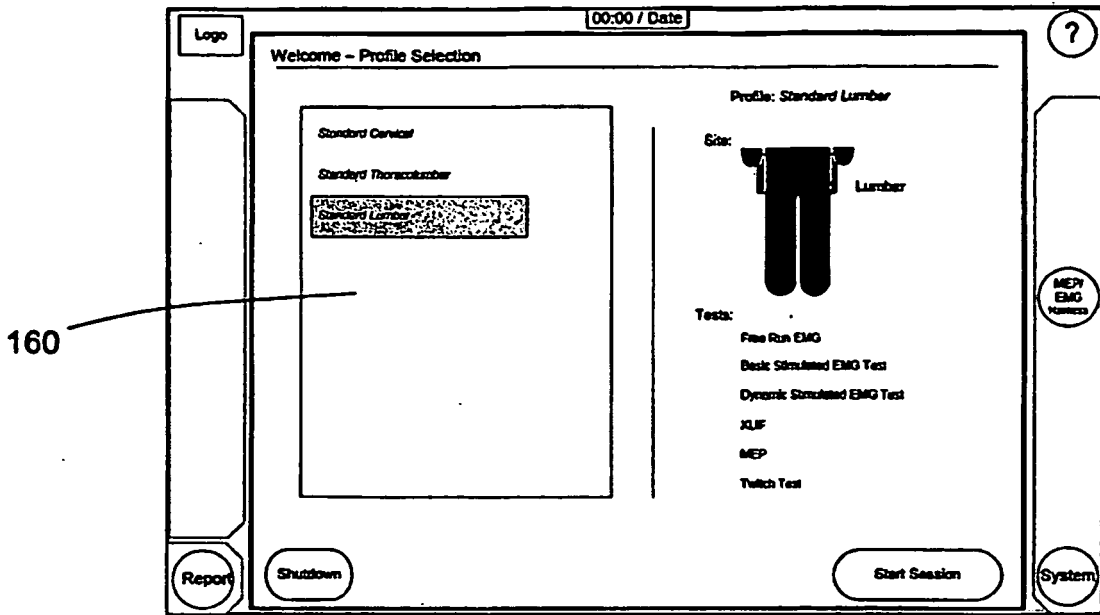 00:00 / Date
Logo
?
Welcome – Profile Selection
Profile: Standard Lumbar
Standard Cervical
Standard Thoracolumbar
Standard Lumbar
Site:
Lumbar
160
MEP/
EMG
Harness
Tests:
Free Run EMG
Basic Stimulated EMG Test
Dynamic Stimulated EMG Test
XLIF
MEP
Twitch Test
Report
Shutdown
Start Session
System